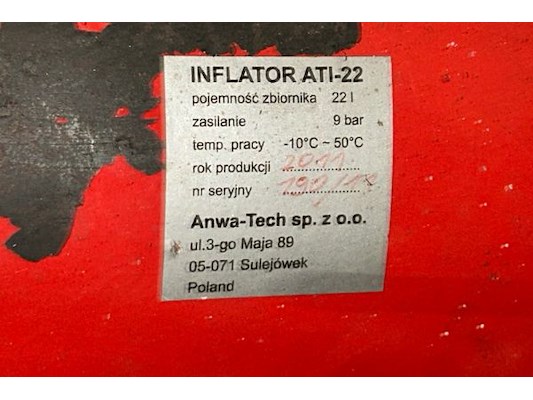 INFLATOR ATI-22
pojemność zbiornika 22 l
zasilanie 9 bar
temp. pracy -10°C ~ 50°C
rok produkcji 2011
nr seryjny
Anwa-Tech sp. z o.o.
ul.3-go Maja 89
05-071 Sulejówek
Poland